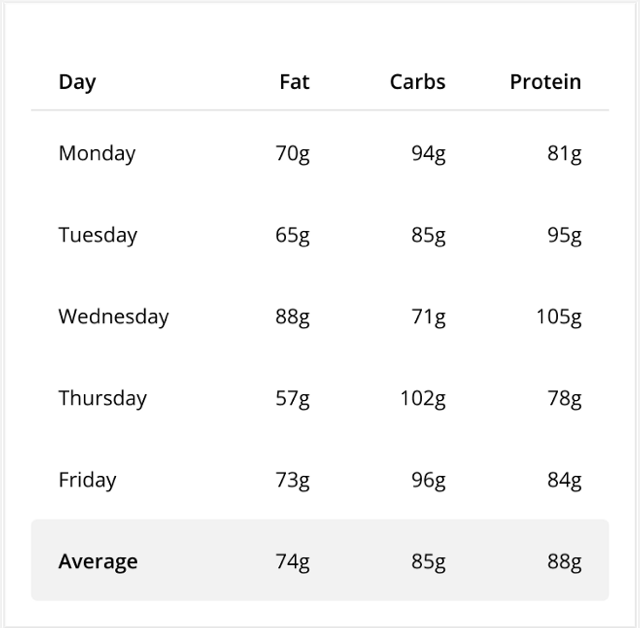 Day Fat Carbs Protein
Monday 70g 94g 81g
Tuesday 65g 85g 95g
Wednesday 88g 71g 105g
Thursday 57g 102g 78g
Friday 73g 96g 84g
Average 74g 85g 88g